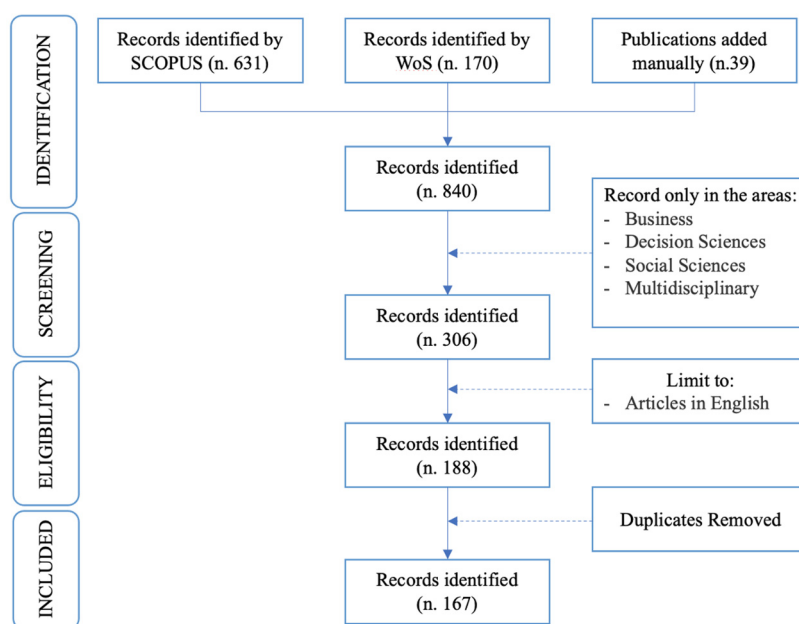 IDENTIFICATION
Records identified by
SCOPUS (n. 631)
Records identified by
WoS (n. 170)
Publications added
manually (n.39)
Records identified
(n. 840)
Record only in the areas:
- Business
- Decision Sciences
- Social Sciences
- Multidisciplinary
SCREENING
Records identified
(n. 306)
Limit to:
- Articles in English
ELIGIBILITY
Records identified
(n. 188)
Duplicates Removed
INCLUDED
Records identified
(n. 167)